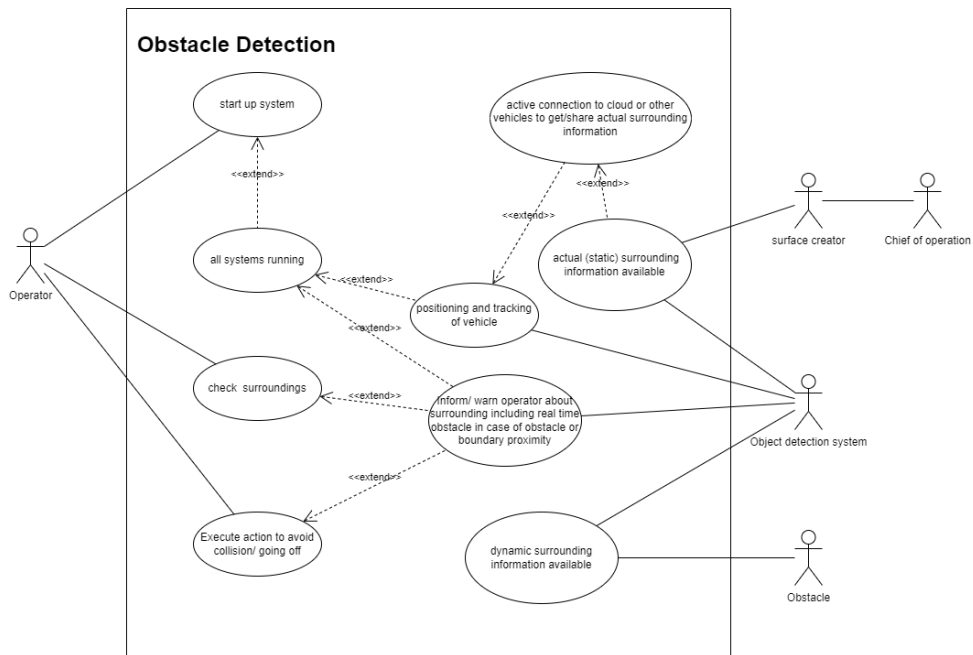 Obstacle Detection
start up system
active connection to cloud or other
vehicles to get/share actual surrounding
information
<<extend>>
<<extend>>
<<extend>>
surface creator
Chief of operation
Operator
all systems running
actual (static) surrounding
information available
<<extend>>
positioning and tracking
of vehicle
<<extend>>
check  surroundings
<<extend>>
Inform/ warn operator about
surrounding including real time
obstacle in case of obstacle or
boundary proximity
Object detection system
<<extend>>
Execute action to avoid
collision/ going off
dynamic surrounding
information available
Obstacle